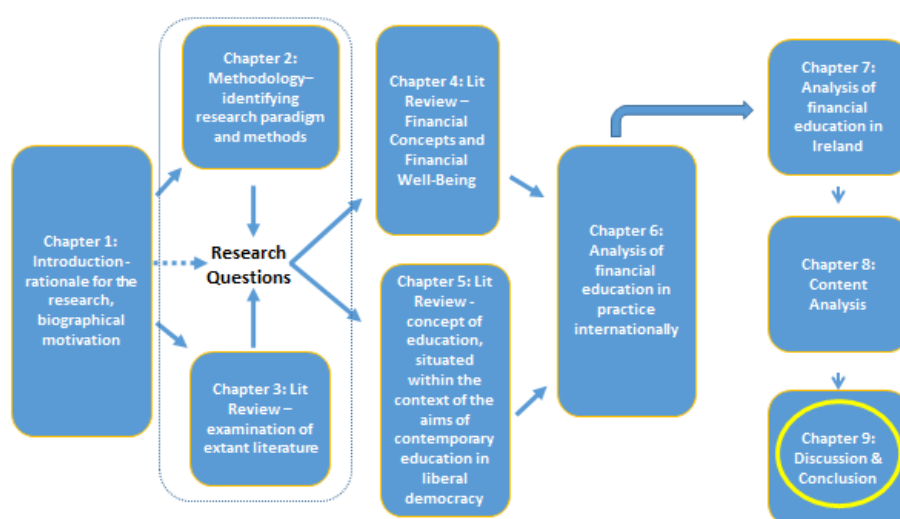 Chapter 1:
Introduction-
rationale for the
research,
biographical
motivation
Chapter 2:
Methodology–
identifying
research paradigm
and methods
Research
Questions
Chapter 3: Lit
Review –
examination of
extant literature
Chapter 4: Lit
Review –
Financial
Concepts and
Financial
Well-Being
Chapter 5: Lit
Review -
concept of
education,
situated
within the
context of the
aims of
contemporary
education in
liberal
democracy
Chapter 6:
Analysis of
financial
education in
practice
internationally
Chapter 7:
Analysis of
financial
education in
Ireland
Chapter 8:
Content
Analysis
Chapter 9:
Discussion &
Conclusion